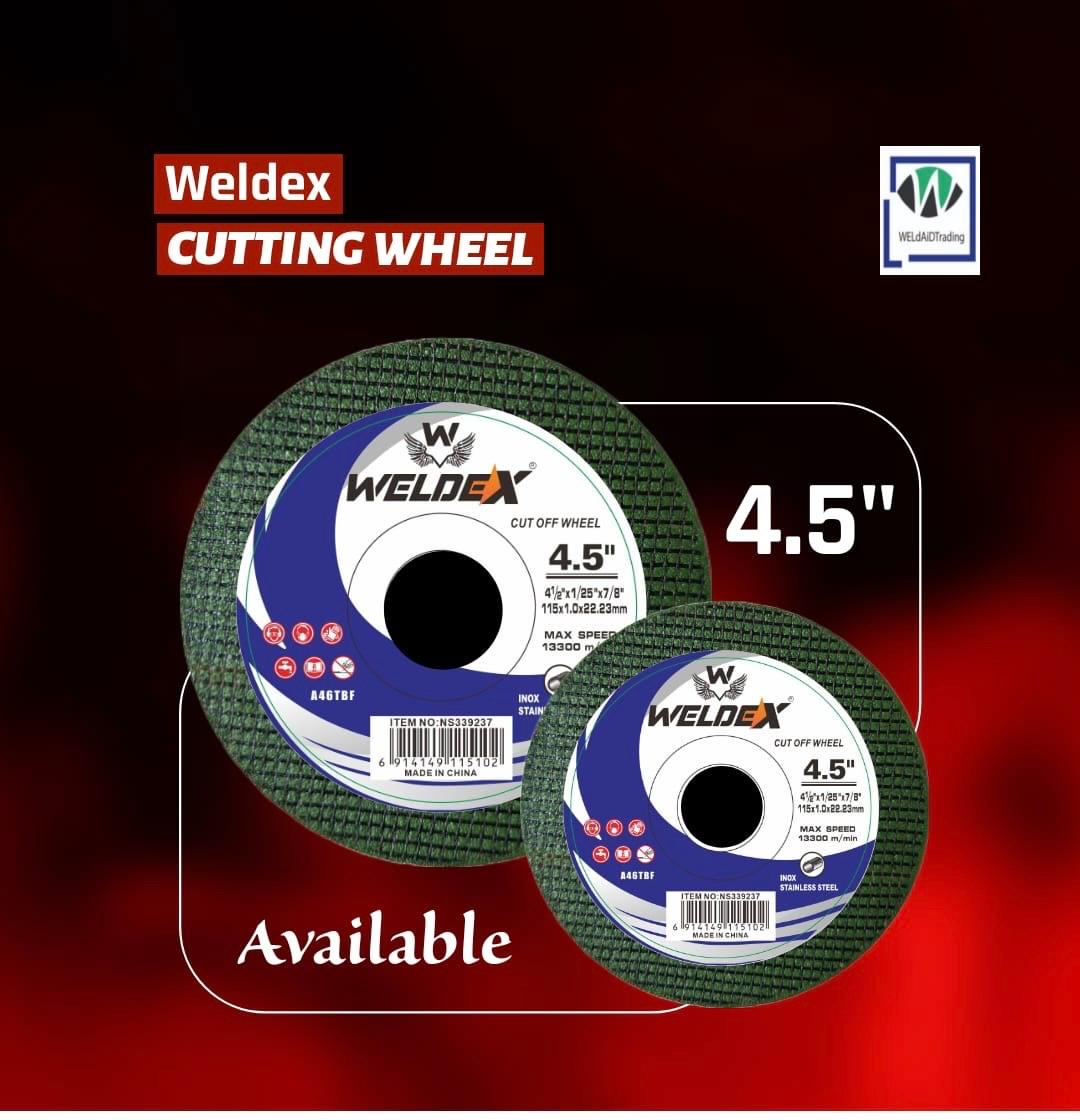 Weldex
CUTTING WHEEL
W
WELdAiDTrading
W
WELDEX®
CUT OFF WHEEL
4.5"
4½"x1/25"x7/8"
115x1.0x22.23mm
MAX SPEED
13300 m/
A46TBF
INOX
STAIN
ITEM NO:NS339237
6 914149 115102
MADE IN CHINA
4.5"
W
WELDEX®
CUT OFF WHEEL
4.5"
4½"x1/25"x7/8"
115x1.0x22.23mm
MAX SPEED
13300 m/min
A46TBF
INOX
STAINLESS STEEL
ITEM NO:NS339237
6 914149 115102
MADE IN CHINA
Available